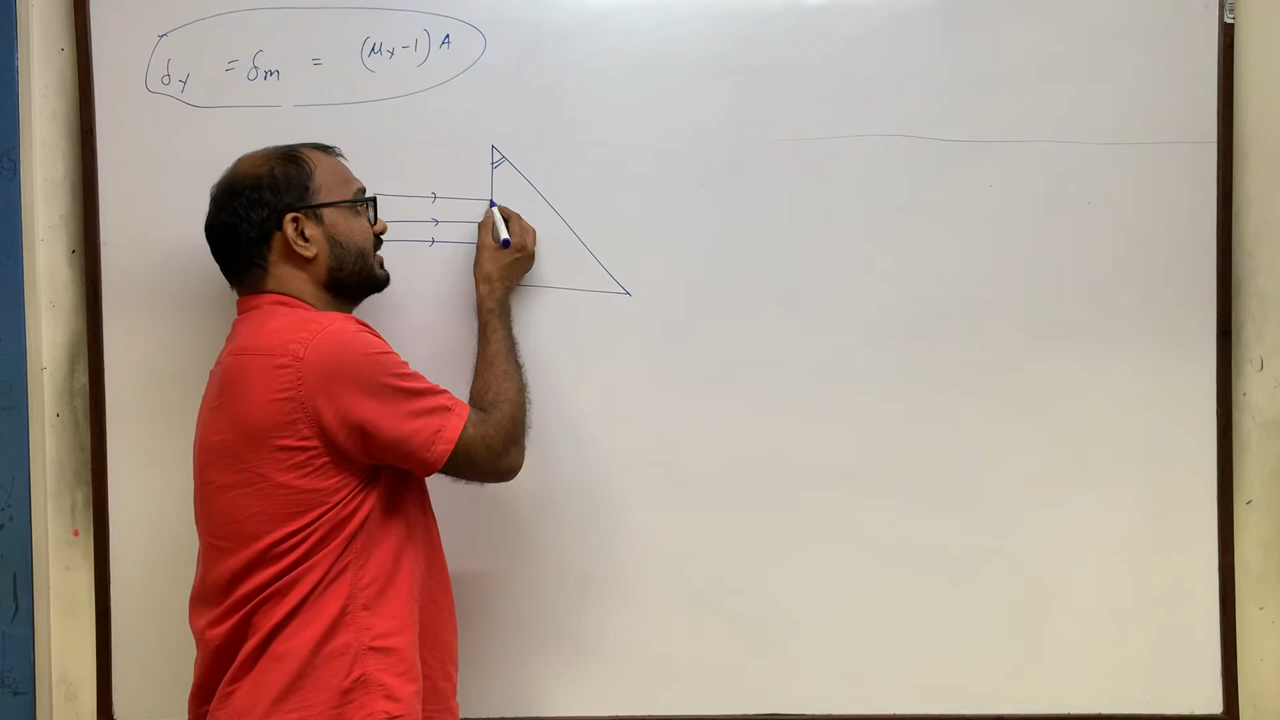 δy = δm = (μy-1) A